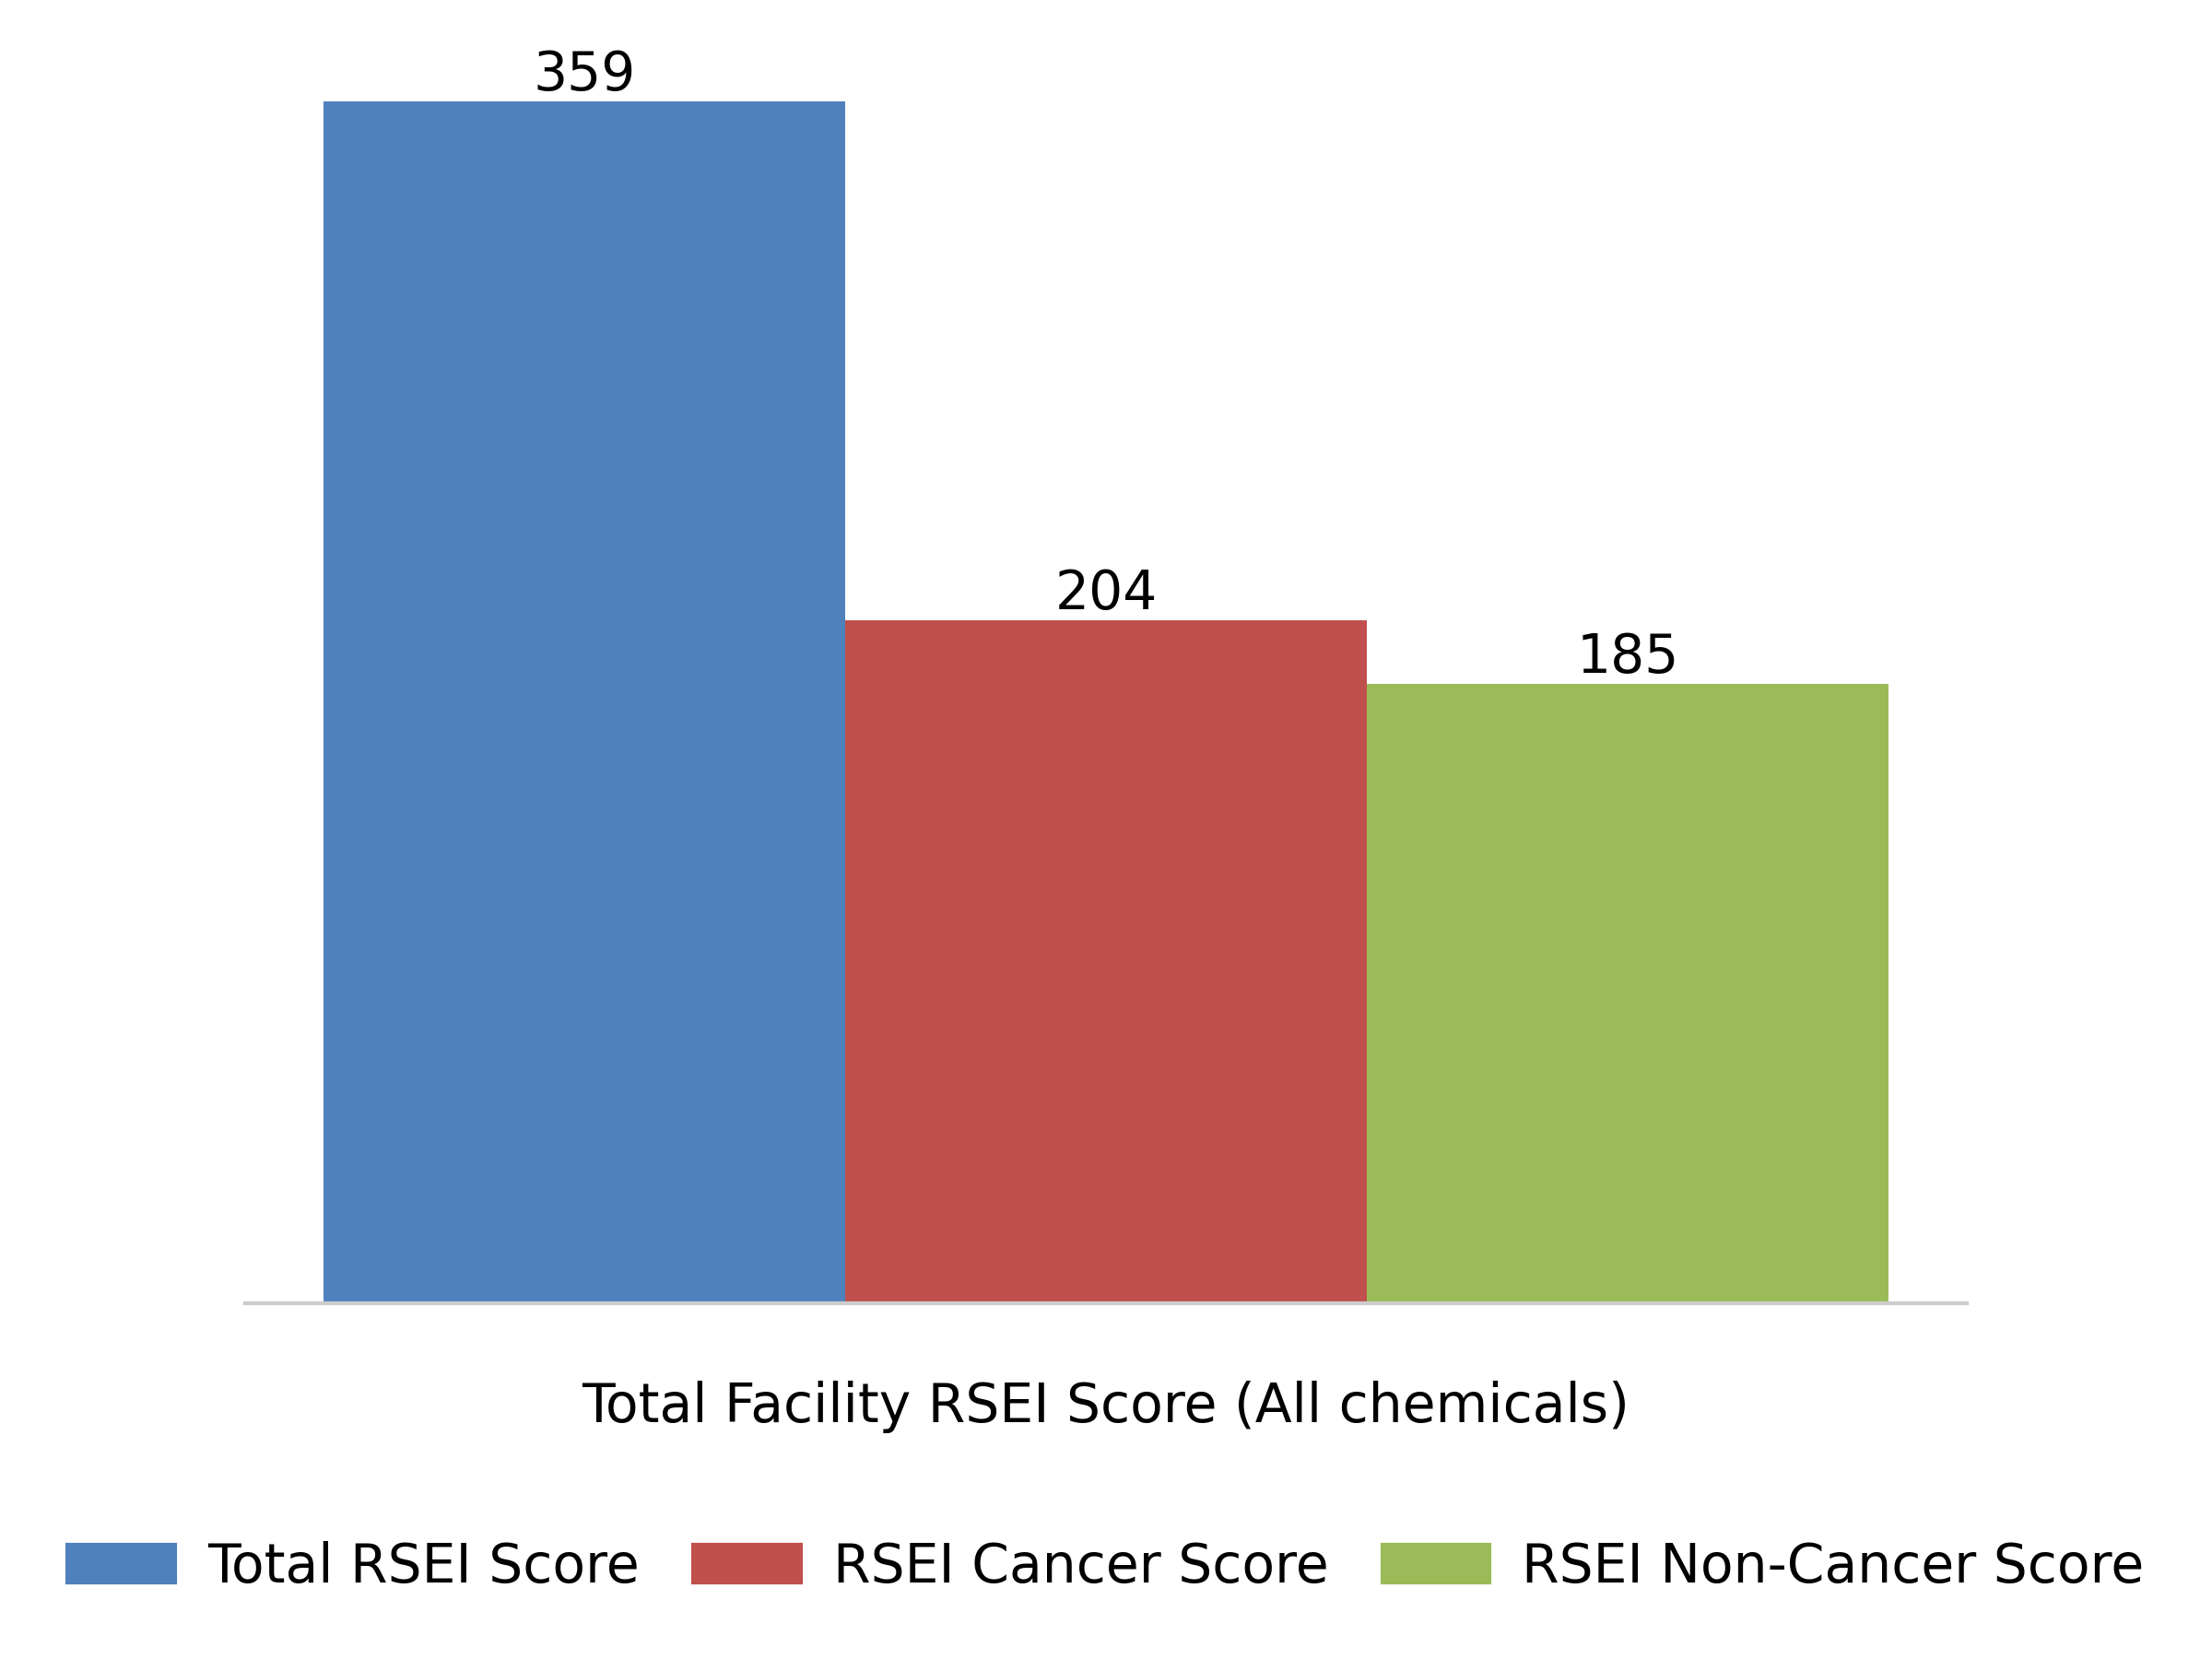 359
204
185
Total Facility RSEI Score (All chemicals)
Total RSEI Score RSEI Cancer Score RSEI Non-Cancer Score